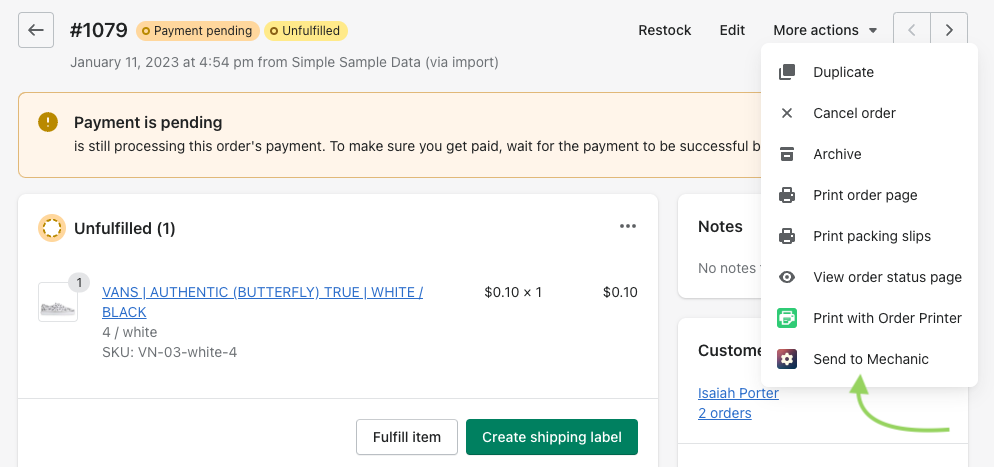 #1079 Payment pending Unfulfilled Restock Edit More actions
January 11, 2023 at 4:54 pm from Simple Sample Data (via import)
Duplicate
Cancel order
Archive
Print order page
Print packing slips
View order status page
Print with Order Printer
Send to Mechanic
Payment is pending
is still processing this order's payment. To make sure you get paid, wait for the payment to be successful b
Unfulfilled (1)
1
VANS | AUTHENTIC (BUTTERFLY) TRUE | WHITE / BLACK
$0.10 × 1 $0.10
4 / white
SKU: VN-03-white-4
Fulfill item Create shipping label
Notes
No notes
Custome
Isaiah Porter
2 orders